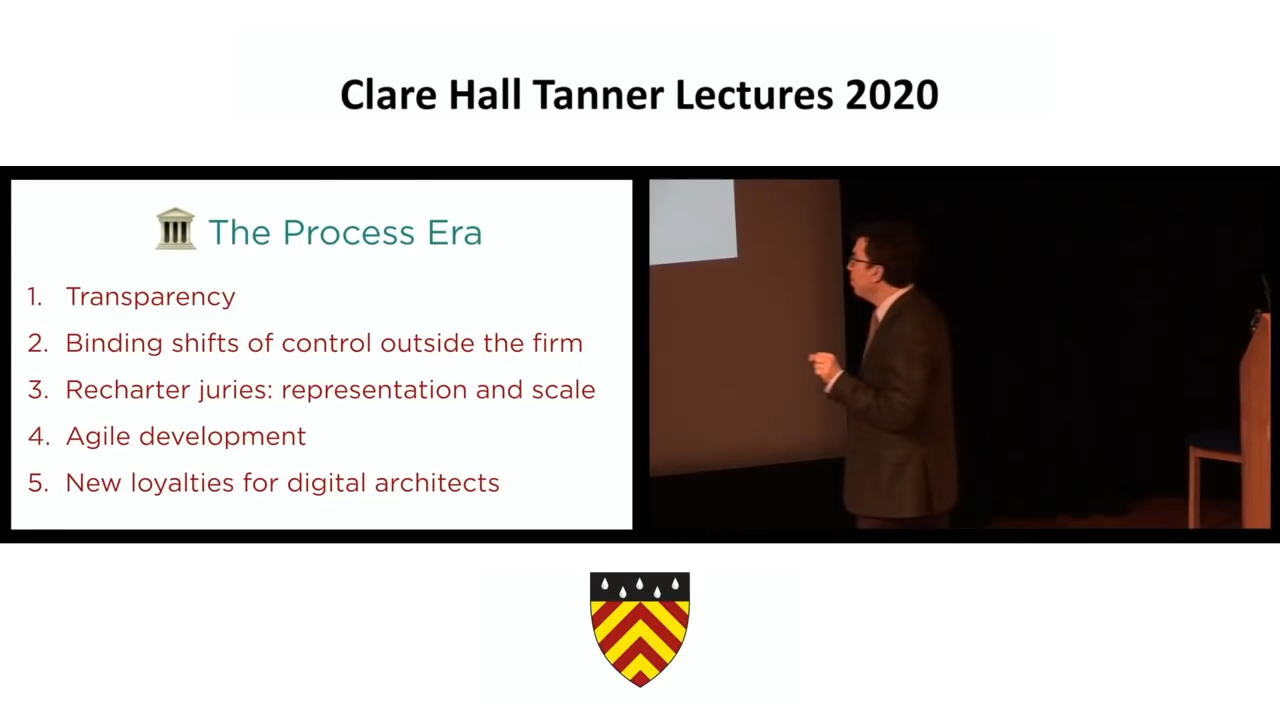 Clare Hall Tanner Lectures 2020
The Process Era
1. Transparency
2. Binding shifts of control outside the firm
3. Recharter juries: representation and scale
4. Agile development
5. New loyalties for digital architects